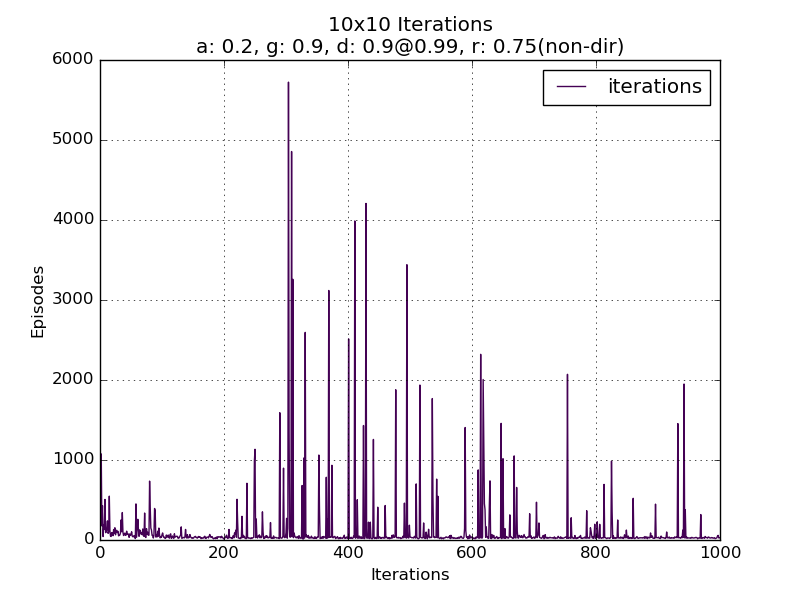 10x10 Iterations
a: 0.2, g: 0.9, d: 0.9@0.99, r: 0.75(non-dir)
6000
iterations
5000
4000
3000
Episodes
2000
1000
0
0 200 400 600 800 1000
Iterations